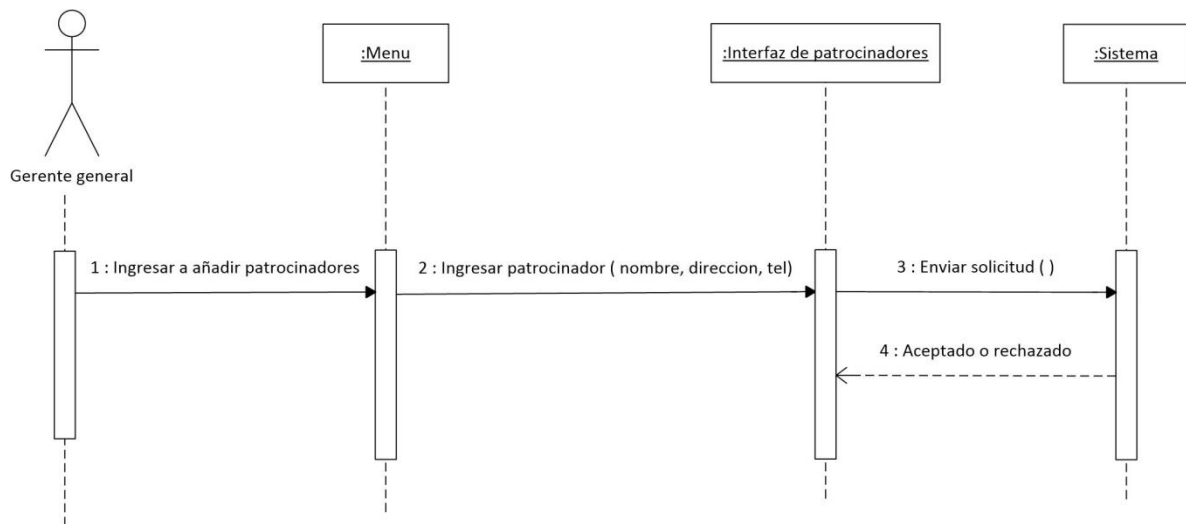 :Menu
:Interfaz de patrocinadores
:Sistema
Gerente general
1 : Ingresar a añadir patrocinadores
2 : Ingresar patrocinador ( nombre, direccion, tel)
3 : Enviar solicitud ( )
4 : Aceptado o rechazado